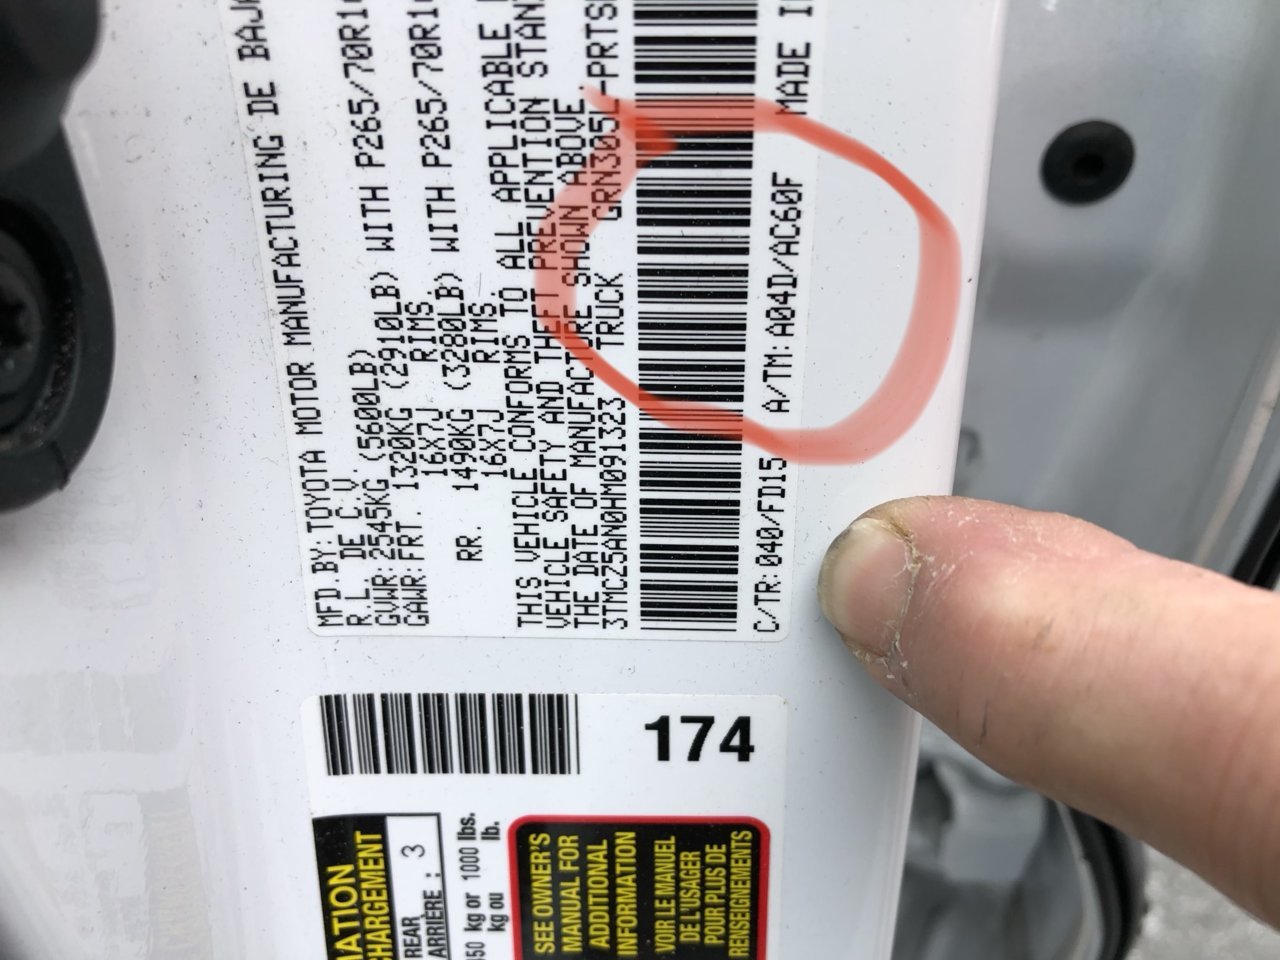 MFD.BY:TOYOTA MOTOR MANUFACTURING DE BAJA
R.L. DE C.V.
GVWR:2545KG (5600LB)
GAWR:FRT. 1320KG (2910LB) WITH P265/70R16
16X7J RIMS,
RR. 1490KG (3280LB) WITH P265/70R16
16X7J RIMS
THIS VEHICLE CONFORMS TO ALL APPLICABLE
VEHICLE SAFETY AND THEFT PREVENTION
THE DATE OF MANUFACTURE SHOWN ABOVE.
3TMCZ5AN0HM091323 TRUCK GRN305L-PRTS
C/TR:040/FD15 A/TM:A04D/AC60F MADE
174
REAR
ARRIÈRE : 3
kg or 1000 lbs.
kg ou lb.
SEE OWNER'S
MANUAL FOR
ADDITIONAL
INFORMATION
VOIR LE MANUEL
DE L'USAGER
POUR PLUS DE
RENSEIGNEMENTS